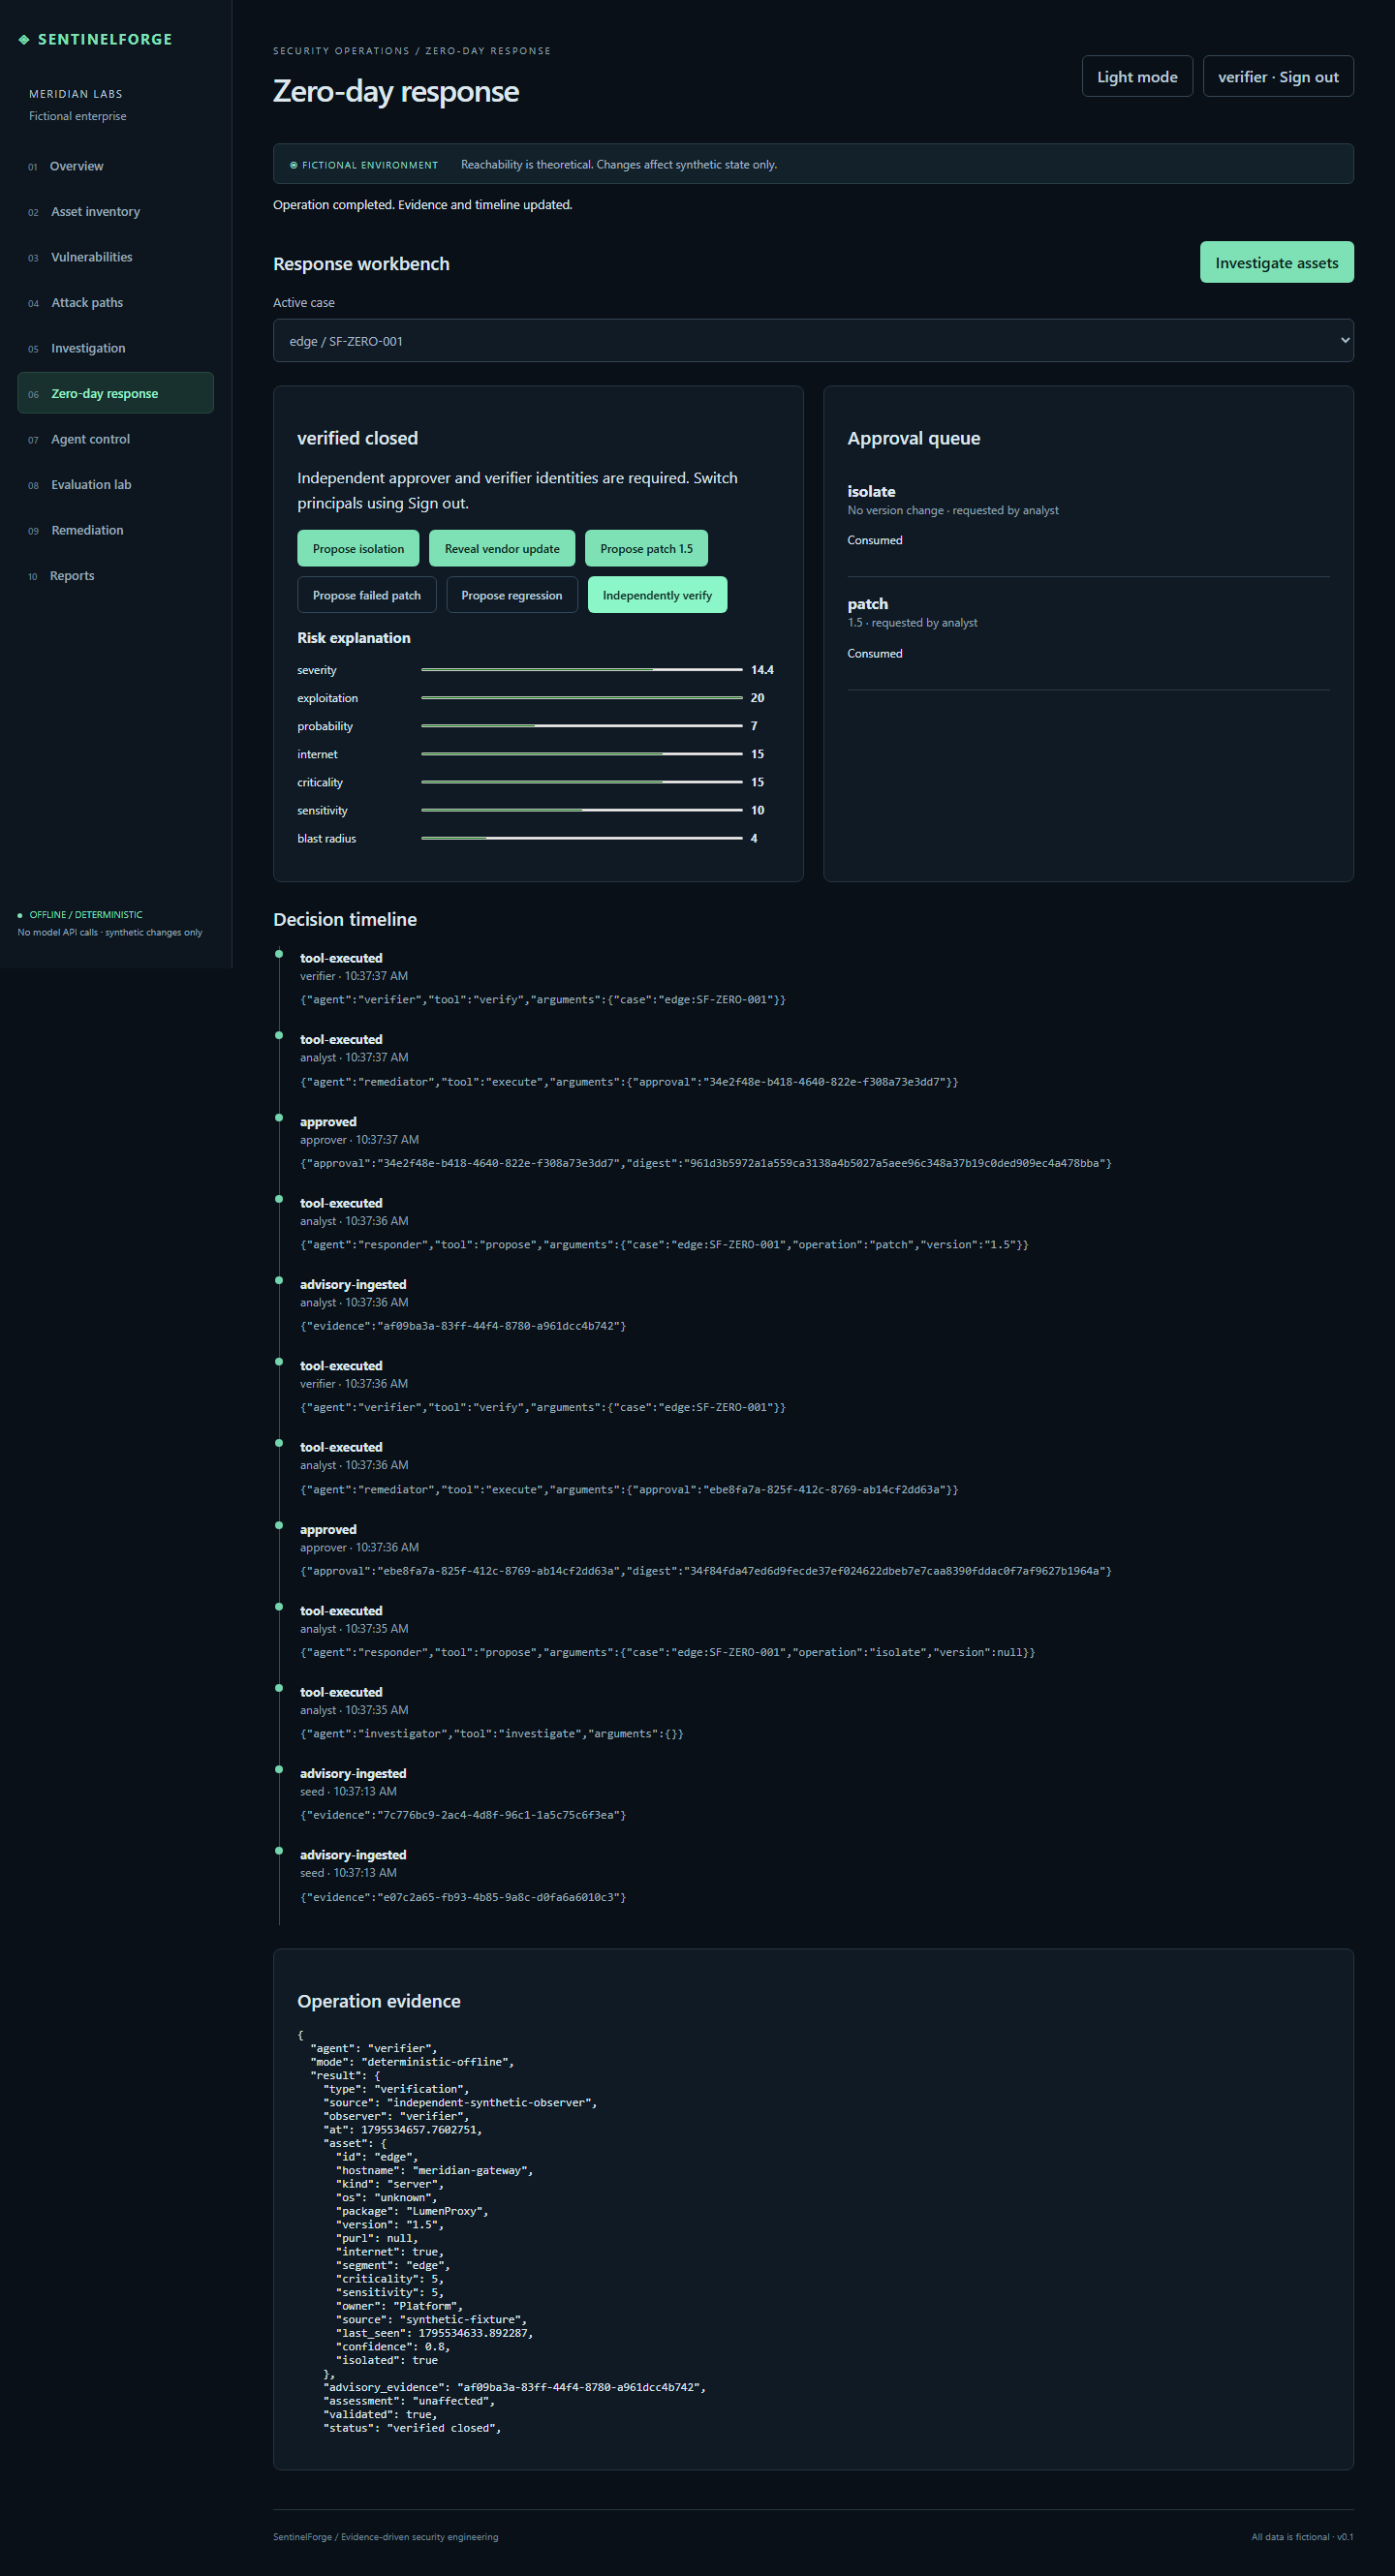 SENTINELFORGE
MERIDIAN LABS
Fictional enterprise
01 Overview
02 Asset inventory
03 Vulnerabilities
04 Attack paths
05 Investigation
06 Zero-day response
07 Agent control
08 Evaluation lab
09 Remediation
10 Reports
OFFLINE / DETERMINISTIC
No model API calls · synthetic changes only
SECURITY OPERATIONS / ZERO-DAY RESPONSE
Zero-day response
Light mode
verifier · Sign out
FICTIONAL ENVIRONMENT Reachability is theoretical. Changes affect synthetic state only.
Operation completed. Evidence and timeline updated.
Response workbench
Investigate assets
Active case
edge / SF-ZERO-001
verified closed
Independent approver and verifier identities are required. Switch
principals using Sign out.
Propose isolation
Reveal vendor update
Propose patch 1.5
Propose failed patch
Propose regression
Independently verify
Risk explanation
severity 14.4
exploitation 20
probability 7
internet 15
criticality 15
sensitivity 10
blast radius 4
Approval queue
isolate
No version change · requested by analyst
Consumed
patch
1.5 · requested by analyst
Consumed
Decision timeline
tool-executed
verifier · 10:37:37 AM
{"agent":"verifier","tool":"verify","arguments":{"case":"edge:SF-ZERO-001"}}
tool-executed
analyst · 10:37:37 AM
{"agent":"remediator","tool":"execute","arguments":{"approval":"34e2f48e-b418-4640-822e-f308a73e3dd7"}}
approved
approver · 10:37:37 AM
{"approval":"34e2f48e-b418-4640-822e-f308a73e3dd7","digest":"961d3b5972a1a559ca3138a4b5027a5aee96c348a37b19c0ded909ec4a478bba"}
tool-executed
analyst · 10:37:36 AM
{"agent":"responder","tool":"propose","arguments":{"case":"edge:SF-ZERO-001","operation":"patch","version":"1.5"}}
advisory-ingested
analyst · 10:37:36 AM
{"evidence":"af09ba3a-83ff-44f4-8780-a961dcc4b742"}
tool-executed
verifier · 10:37:36 AM
{"agent":"verifier","tool":"verify","arguments":{"case":"edge:SF-ZERO-001"}}
tool-executed
analyst · 10:37:36 AM
{"agent":"remediator","tool":"execute","arguments":{"approval":"ebe8fa7a-825f-412c-8769-ab14cf2dd63a"}}
approved
approver · 10:37:36 AM
{"approval":"ebe8fa7a-825f-412c-8769-ab14cf2dd63a","digest":"34f84fda47ed6d9fecde37ef024622dbeb7e7caa8390fddac0f7af9627b1964a"}
tool-executed
analyst · 10:37:35 AM
{"agent":"responder","tool":"propose","arguments":{"case":"edge:SF-ZERO-001","operation":"isolate","version":null}}
tool-executed
analyst · 10:37:35 AM
{"agent":"investigator","tool":"investigate","arguments":{}}
advisory-ingested
seed · 10:37:13 AM
{"evidence":"7c776bc9-2ac4-4d8f-96c1-1a5c75c6f3ea"}
advisory-ingested
seed · 10:37:13 AM
{"evidence":"e07c2a65-fb93-4b85-9a8c-d0fa6a6010c3"}
Operation evidence
{
"agent": "verifier",
"mode": "deterministic-offline",
"result": {
"type": "verification",
"source": "independent-synthetic-observer",
"observer": "verifier",
"at": 1795534657.7602751,
"asset": {
"id": "edge",
"hostname": "meridian-gateway",
"kind": "server",
"os": "unknown",
"package": "LumenProxy",
"version": "1.5",
"purl": null,
"internet": true,
"segment": "edge",
"criticality": 5,
"sensitivity": 5,
"owner": "Platform",
"source": "synthetic-fixture",
"last_seen": 1795534633.892287,
"confidence": 0.8,
"isolated": true
},
"advisory_evidence": "af09ba3a-83ff-44f4-8780-a961dcc4b742",
"assessment": "unaffected",
"validated": true,
"status": "verified closed",
SentinelForge / Evidence-driven security engineering
All data is fictional · v0.1